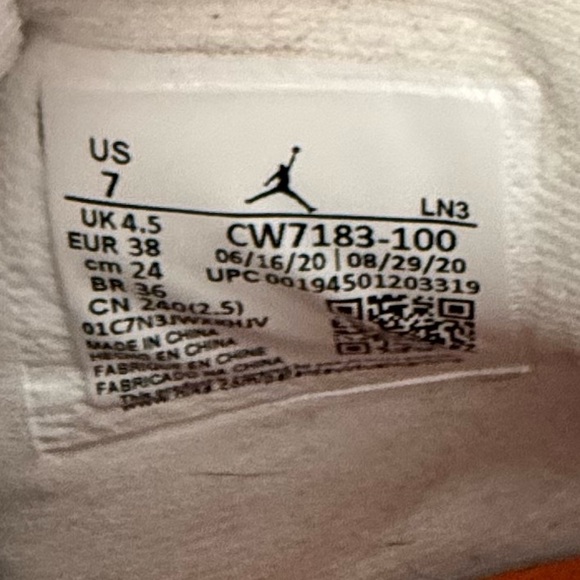 US
7
LN3
UK 4.5
EUR 38
cm 24
BR 36
CN 240(2.5)
CW7183-100
06/16/20 | 08/29/20
UPC 00194501203319
MADE IN CHINA
HECHO EN CHINA
FABRIQUE EN CHINE
FABRICADO NA CHINA